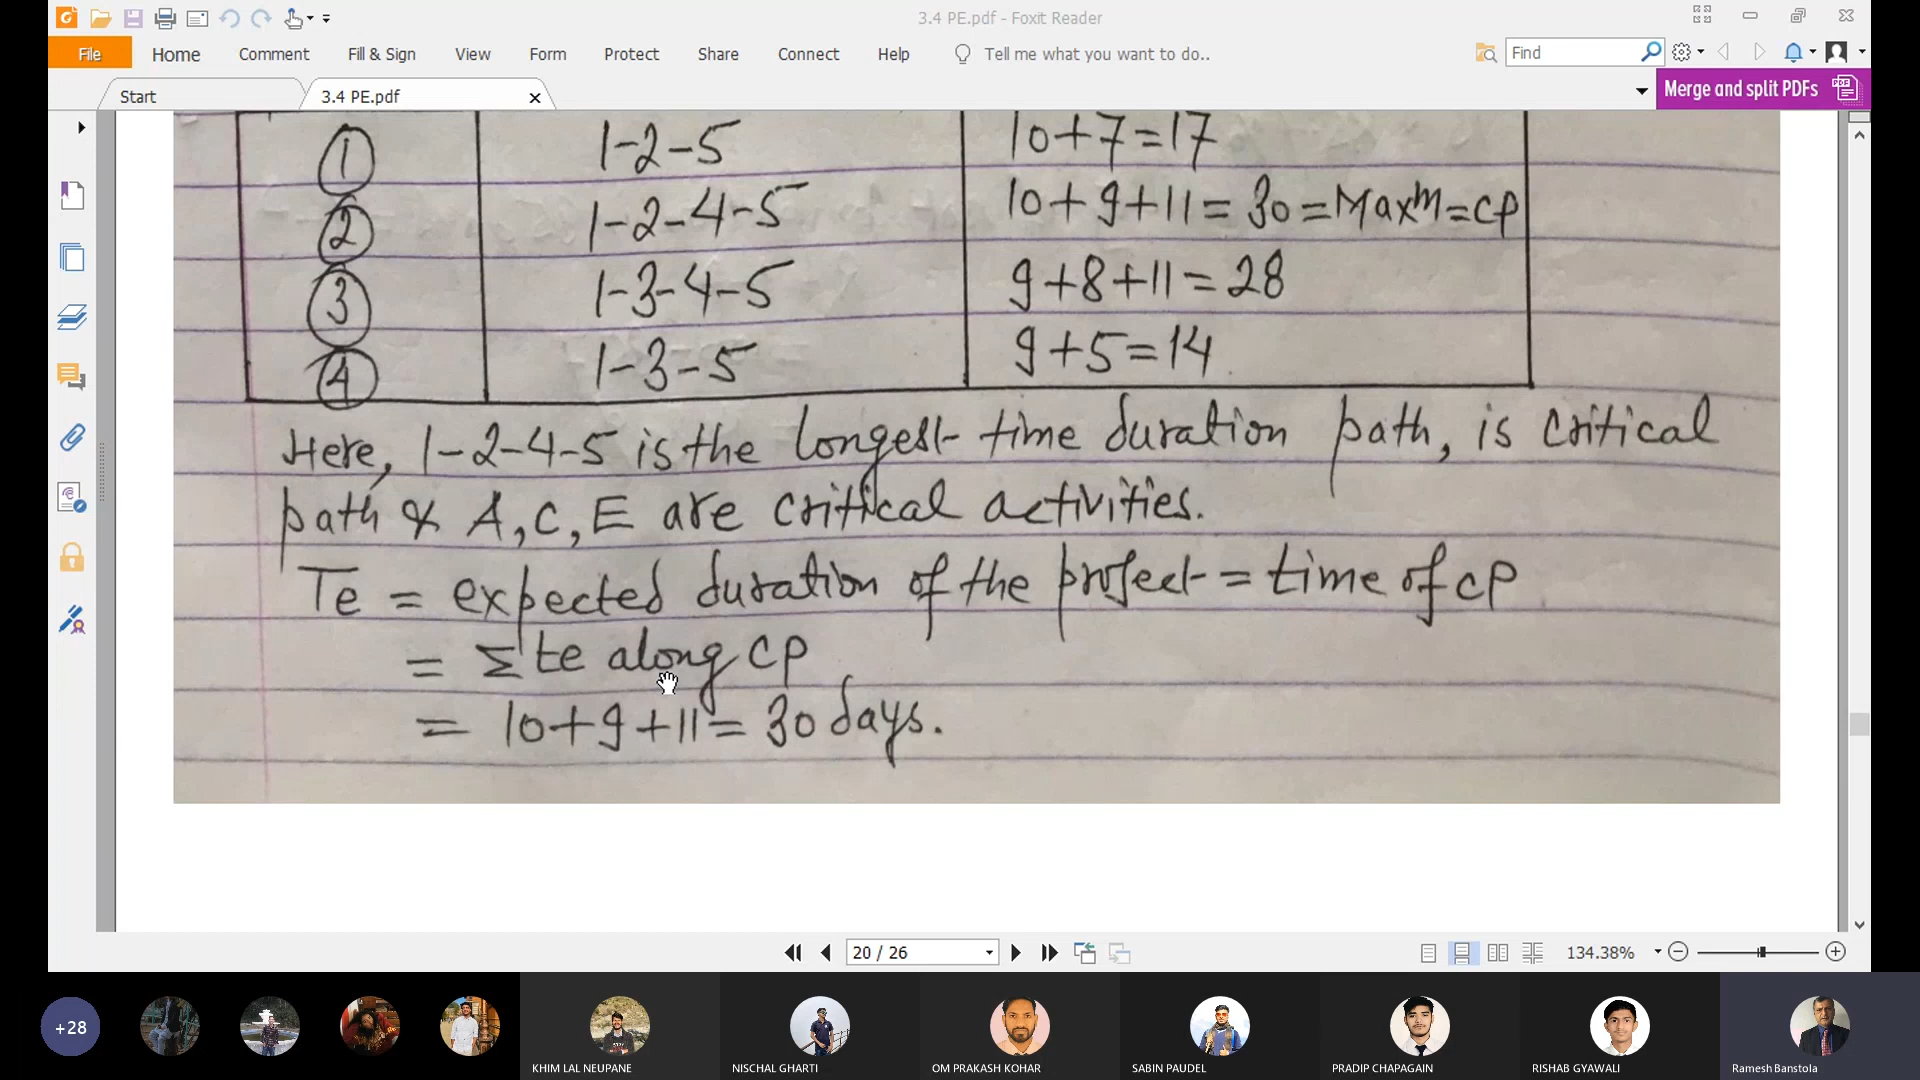 3.4 PE.pdf - Foxit Reader
File Home Comment Fill & Sign View Form Protect Share Connect Help Tell me what you want to do.. Find
Start 3.4 PE.pdf Merge and split PDFs
1 1-2-5 10+7=17
2 1-2-4-5 10+9+11=30=Maxm=CP
3 1-3-4-5 9+8+11=28
4 1-3-5 9+5=14
Here, 1-2-4-5 is the longest time duration path, is critical
path & A, C, E are critical activities.
Te = expected duration of the project = time of CP
= Σte along CP
= 10+9+11=30 days.
20 / 26 134.38%
+28
KHIM LAL NEUPANE NISCHAL GHARTI OM PRAKASH KOHAR SABIN PAUDEL PRADIP CHAPAGAIN RISHAB GYAWALI Ramesh Banstola